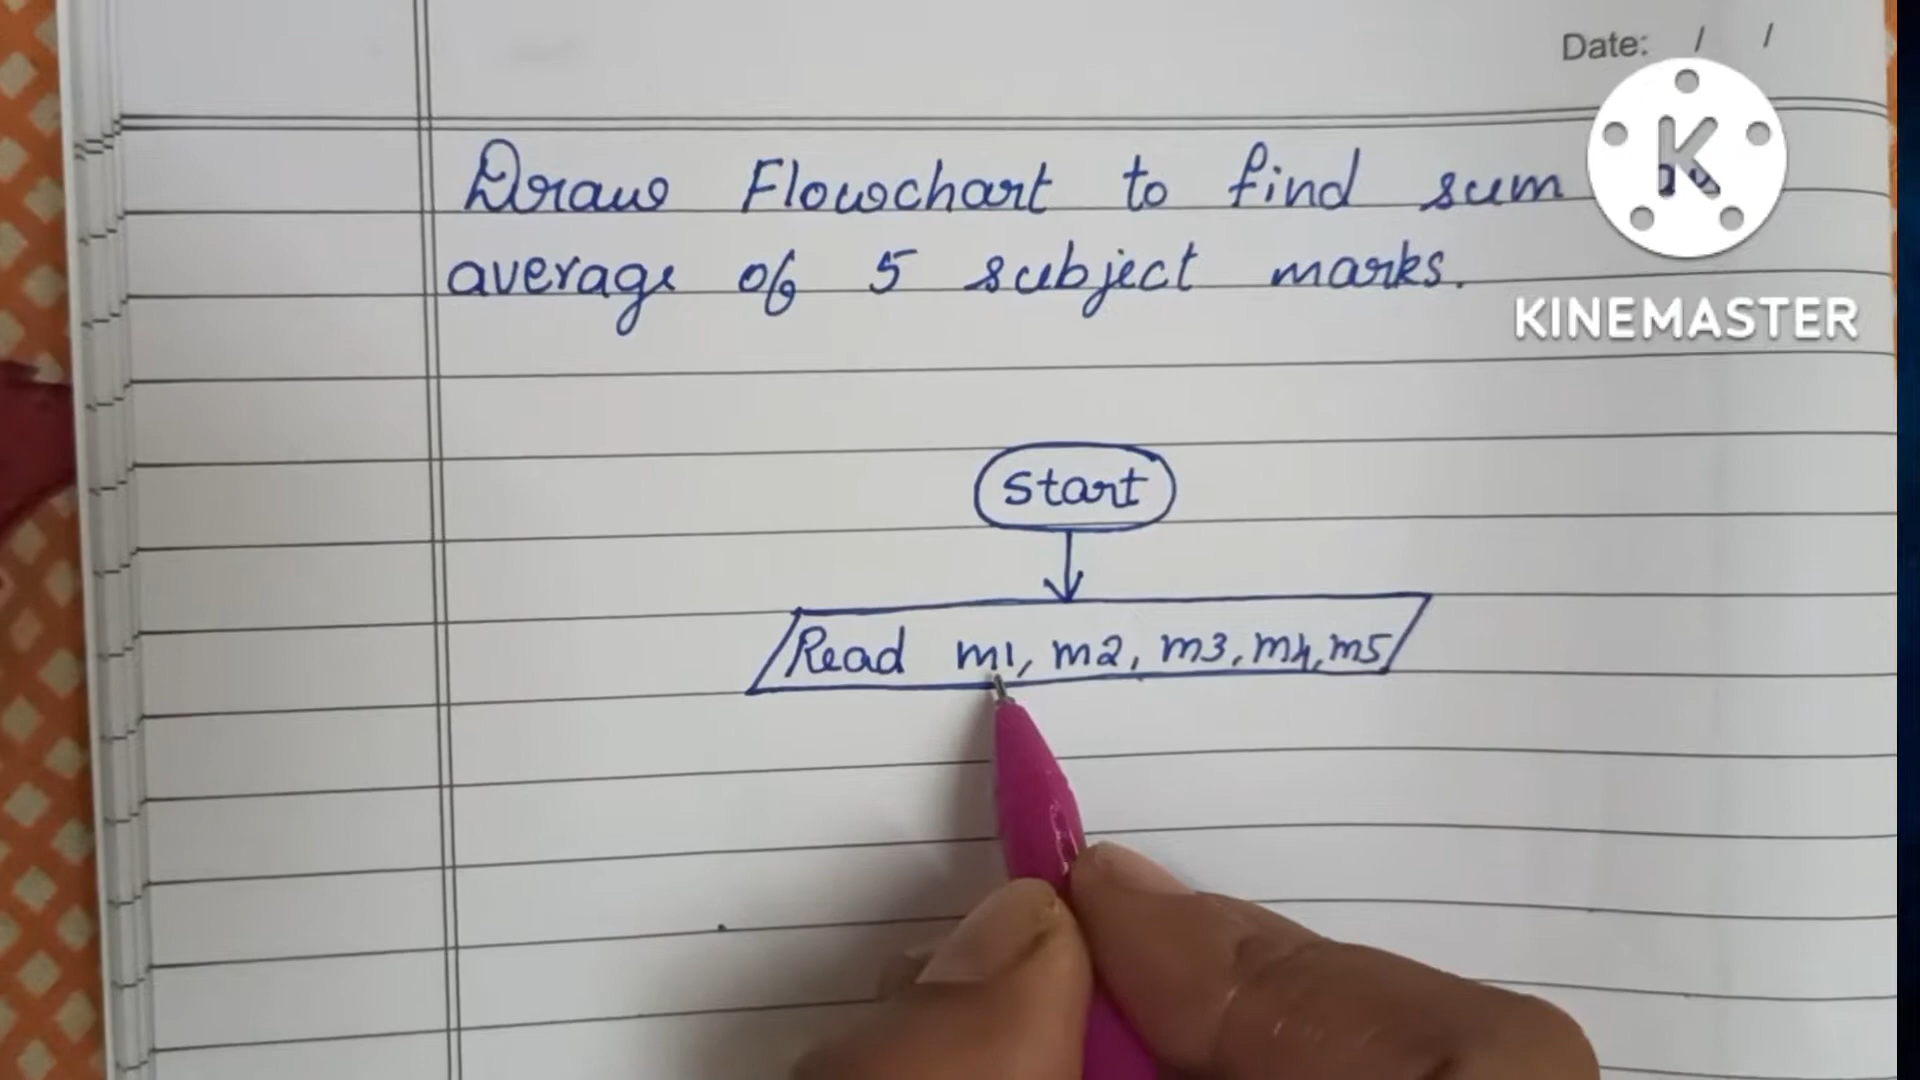 Date: / /
Draw Flowchart to find sum
average of 5 subject marks.
KINEMASTER
Start
Read m1, m2, m3, m4, m5